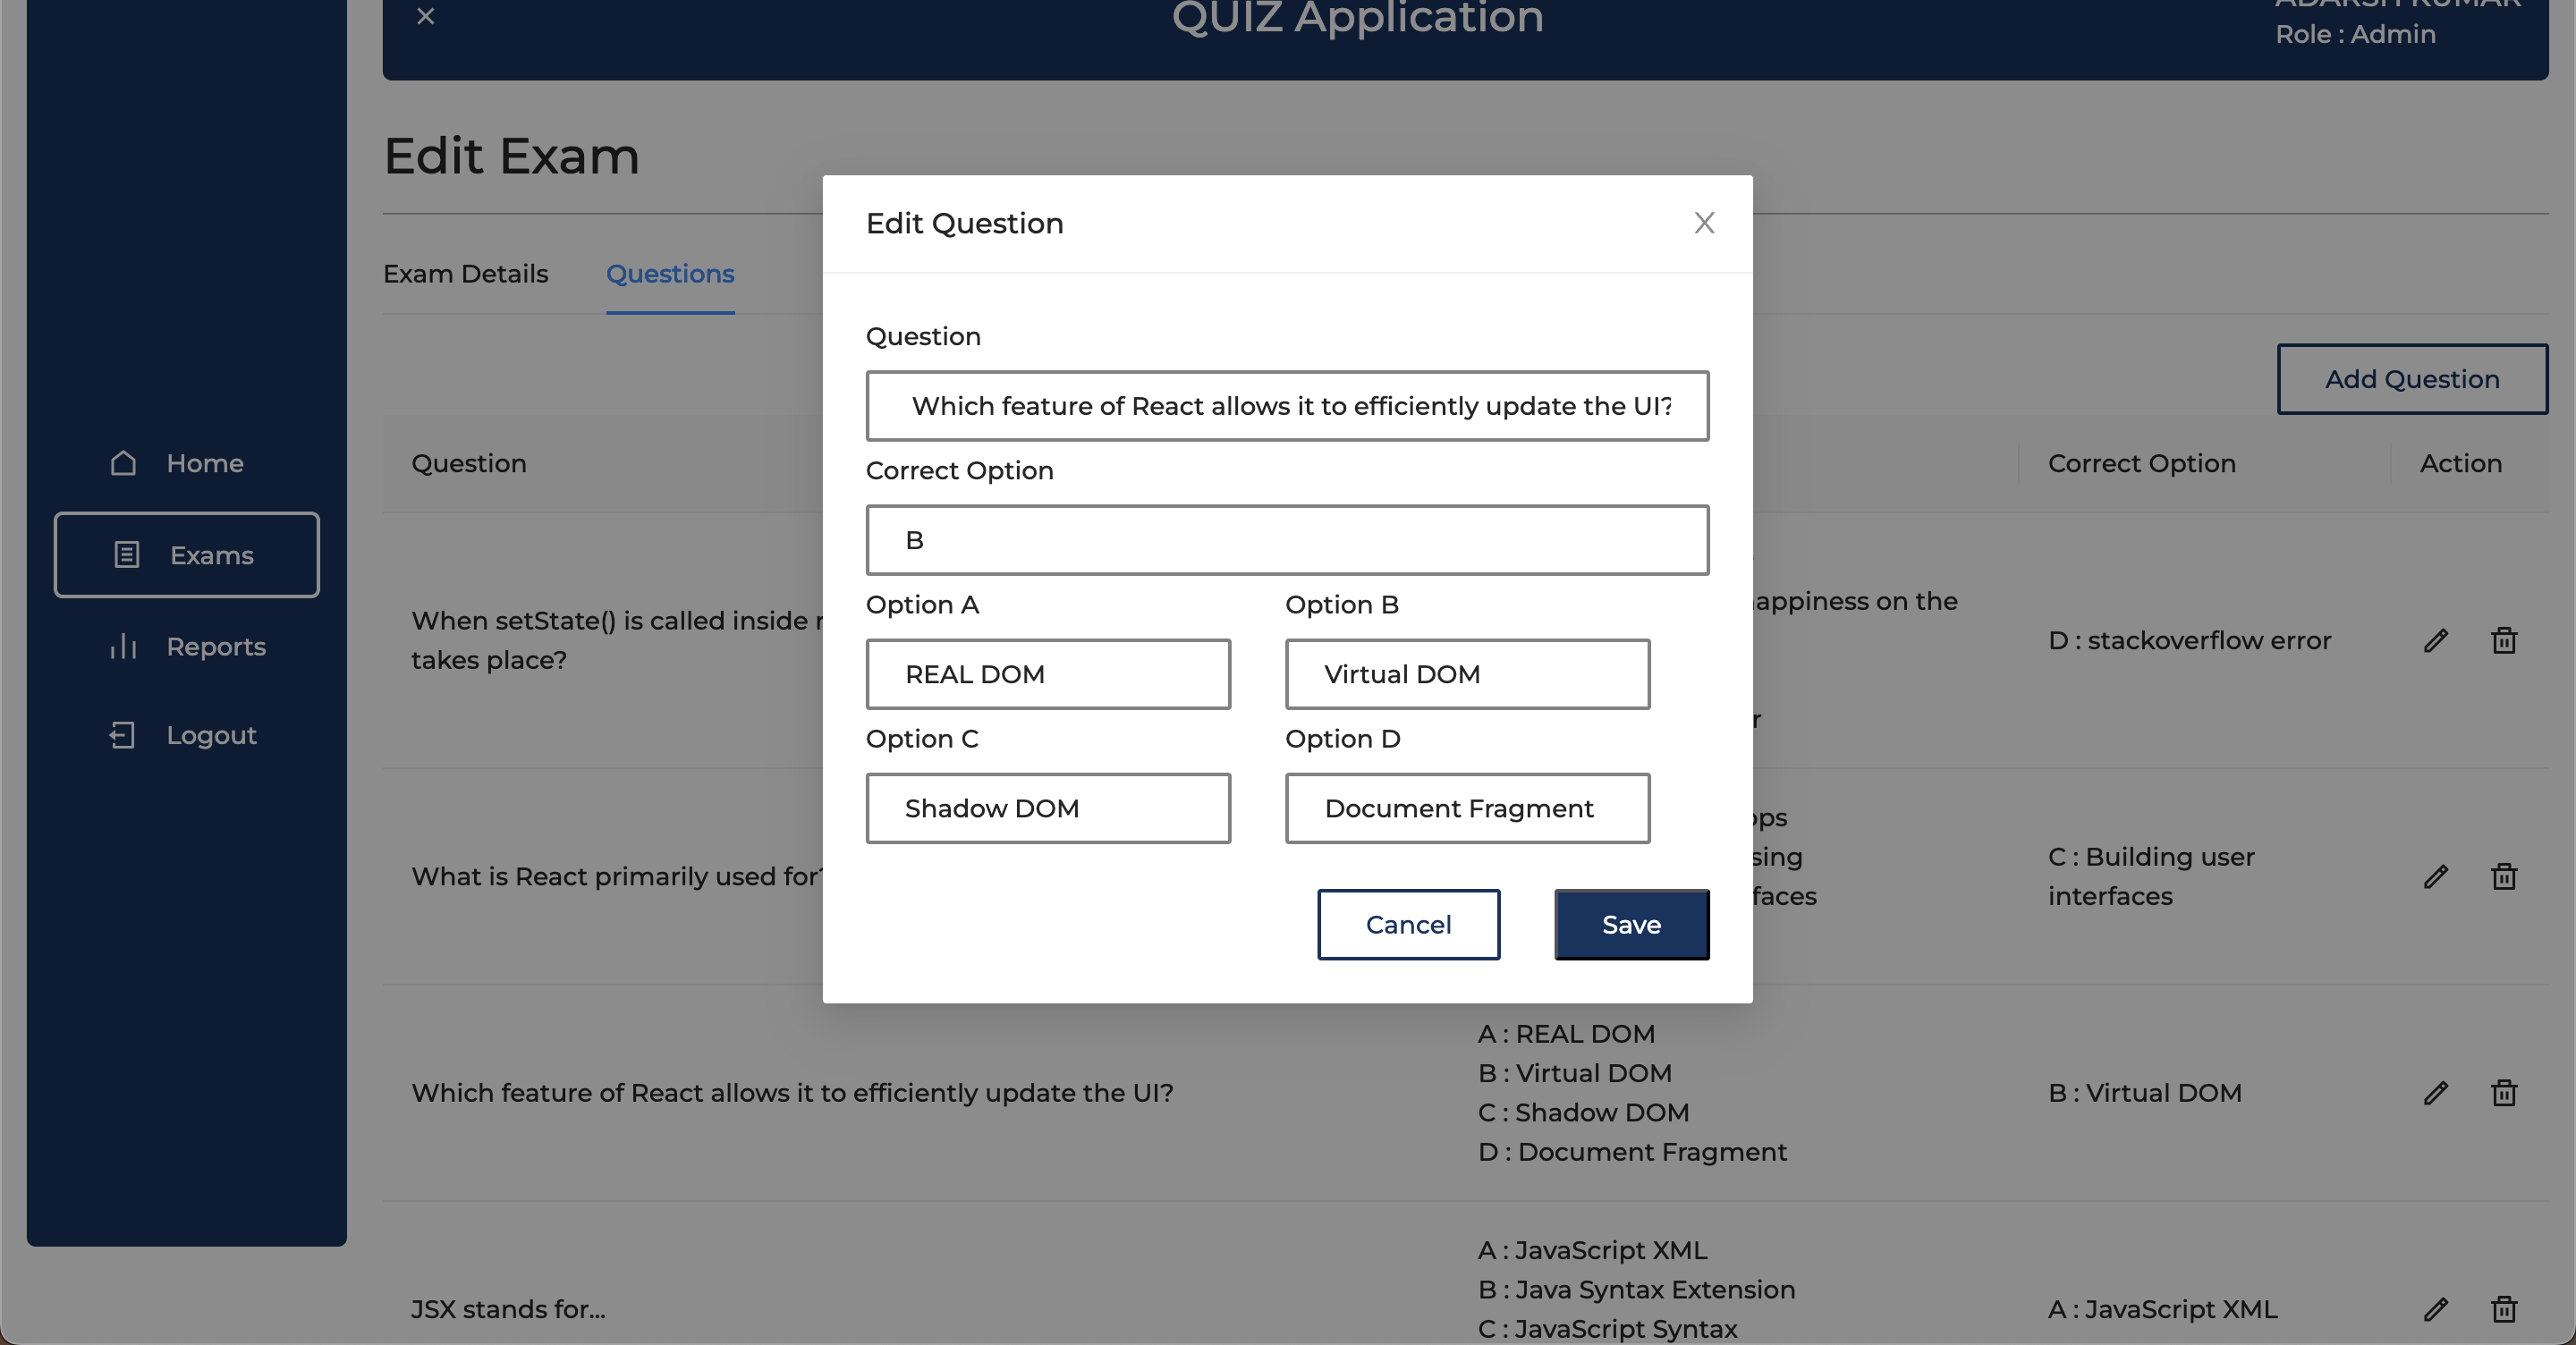 QUIZ Application
ADARSH KUMAR
Role : Admin
Home
Exams
Reports
Logout
Edit Exam
Exam Details
Questions
Add Question
Question
Correct Option
Action
When setState() is called inside
takes place?
appiness on the
D : stackoverflow error
What is React primarily used for?
C : Building user
interfaces
Which feature of React allows it to efficiently update the UI?
A : REAL DOM
B : Virtual DOM
C : Shadow DOM
D : Document Fragment
B : Virtual DOM
JSX stands for...
A : JavaScript XML
B : Java Syntax Extension
C : JavaScript Syntax
A : JavaScript XML
Edit Question
X
Question
Which feature of React allows it to efficiently update the UI?
Correct Option
B
Option A
Option B
REAL DOM
Virtual DOM
Option C
Option D
Shadow DOM
Document Fragment
Cancel
Save